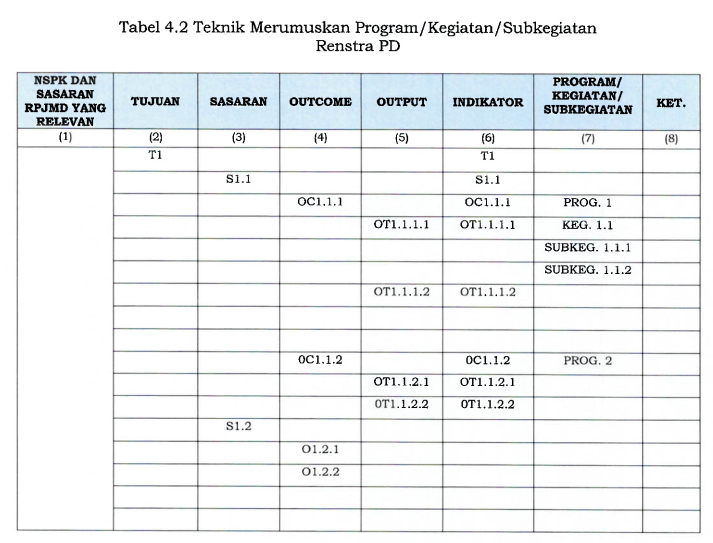 Tabel 4.2 Teknik Merumuskan Program/Kegiatan/Subkegiatan
Renstra PD
NSPK DAN SASARAN RPJMD YANG RELEVAN TUJUAN SASARAN OUTCOME OUTPUT INDIKATOR PROGRAM/ KEGIATAN/ SUBKEGIATAN KET.
(1) (2) (3) (4) (5) (6) (7) (8)
T1 T1
S1.1 S1.1
OC1.1.1 OC1.1.1 PROG. 1
OT1.1.1.1 OT1.1.1.1 KEG. 1.1
SUBKEG. 1.1.1
SUBKEG. 1.1.2
OT1.1.1.2 OT1.1.1.2
0C1.1.2 0C1.1.2 PROG. 2
OT1.1.2.1 OT1.1.2.1
0T1.1.2.2 0T1.1.2.2
S1.2
O1.2.1
O1.2.2